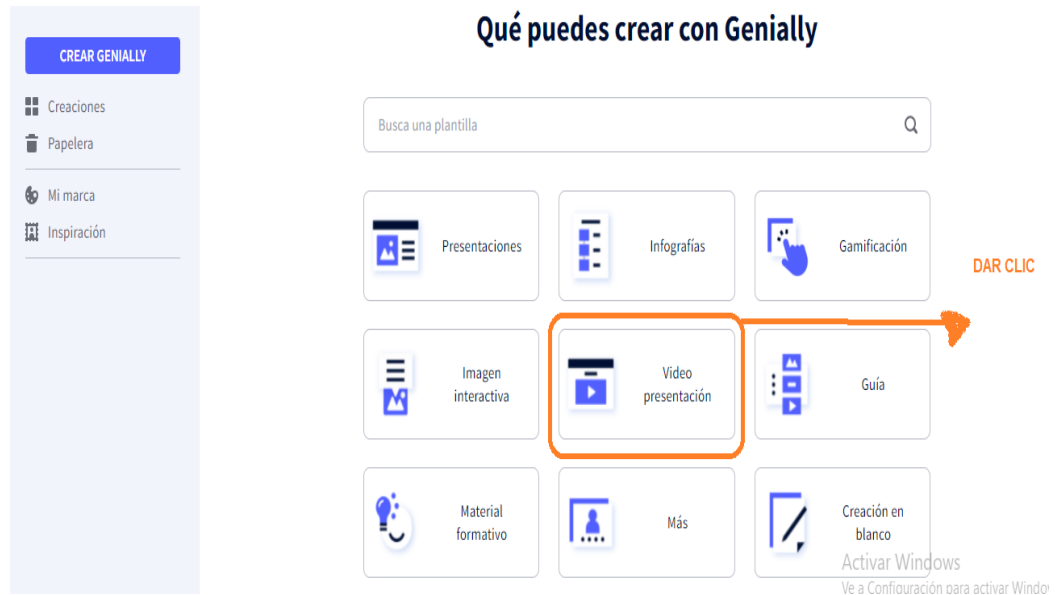 Qué puedes crear con Genially
CREAR GENIALLY
Creaciones
Papelera
Mi marca
Inspiración
Busca una plantilla
Presentaciones
Infografías
Gamificación
DAR CLIC
Imagen
interactiva
Video
presentación
Guía
Material
formativo
Más
Creación en
blanco
Activar Windows
Ve a Configuración para activar Window